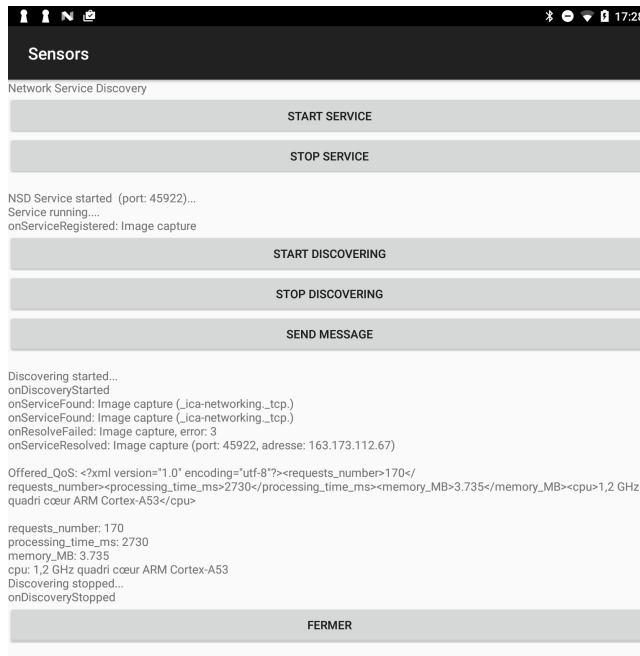 17:28
Sensors
Network Service Discovery
START SERVICE
STOP SERVICE
NSD Service started (port: 45922)...
Service running....
onServiceRegistered: Image capture
START DISCOVERING
STOP DISCOVERING
SEND MESSAGE
Discovering started...
onDiscoveryStarted
onServiceFound: Image capture (_ica-networking._tcp.)
onServiceFound: Image capture (_ica-networking._tcp.)
onResolveFailed: Image capture, error: 3
onServiceResolved: Image capture (port: 45922, adresse: 163.173.112.67)
Offered_QoS: <?xml version="1.0" encoding="utf-8"?><requests_number>170</
requests_number><processing_time_ms>2730</processing_time_ms><memory_MB>3.735</memory_MB><cpu>1,2 GHz
quadri cœur ARM Cortex-A53</cpu>
requests_number: 170
processing_time_ms: 2730
memory_MB: 3.735
cpu: 1,2 GHz quadri cœur ARM Cortex-A53
Discovering stopped...
onDiscoveryStopped
FERMER